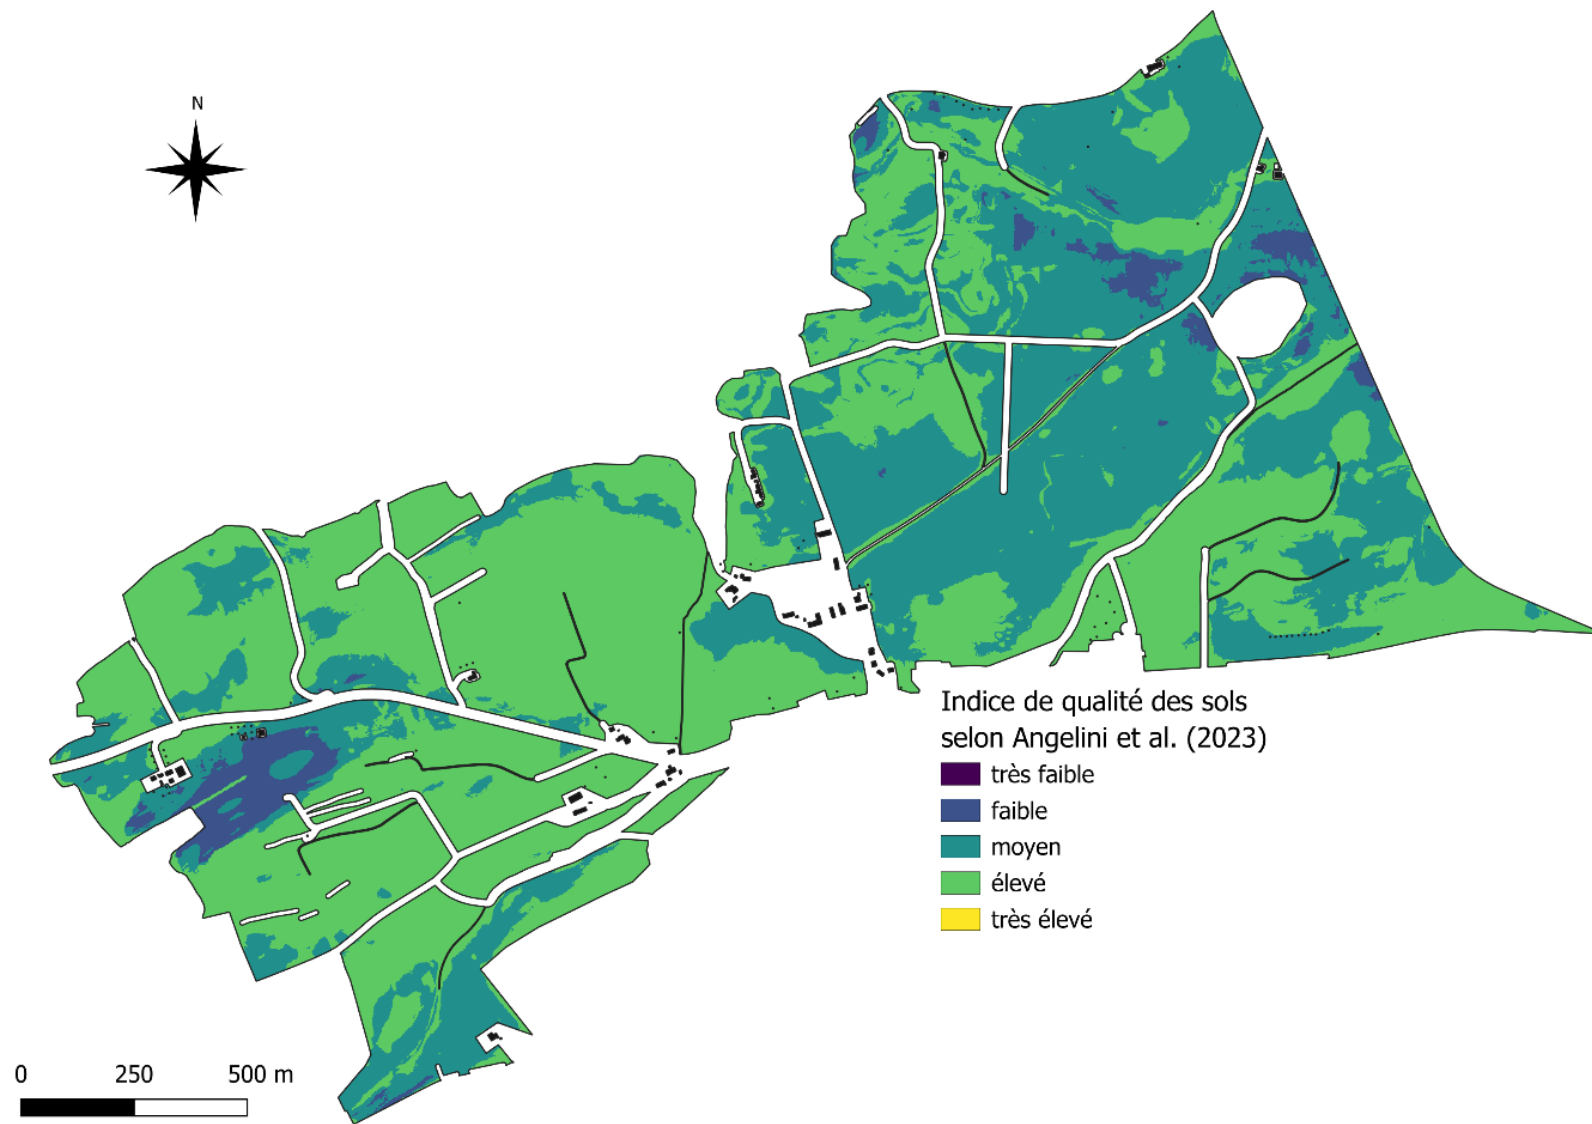 N
Indice de qualité des sols
selon Angelini et al. (2023)
très faible
faible
moyen
élevé
très élevé
0 250 500 m